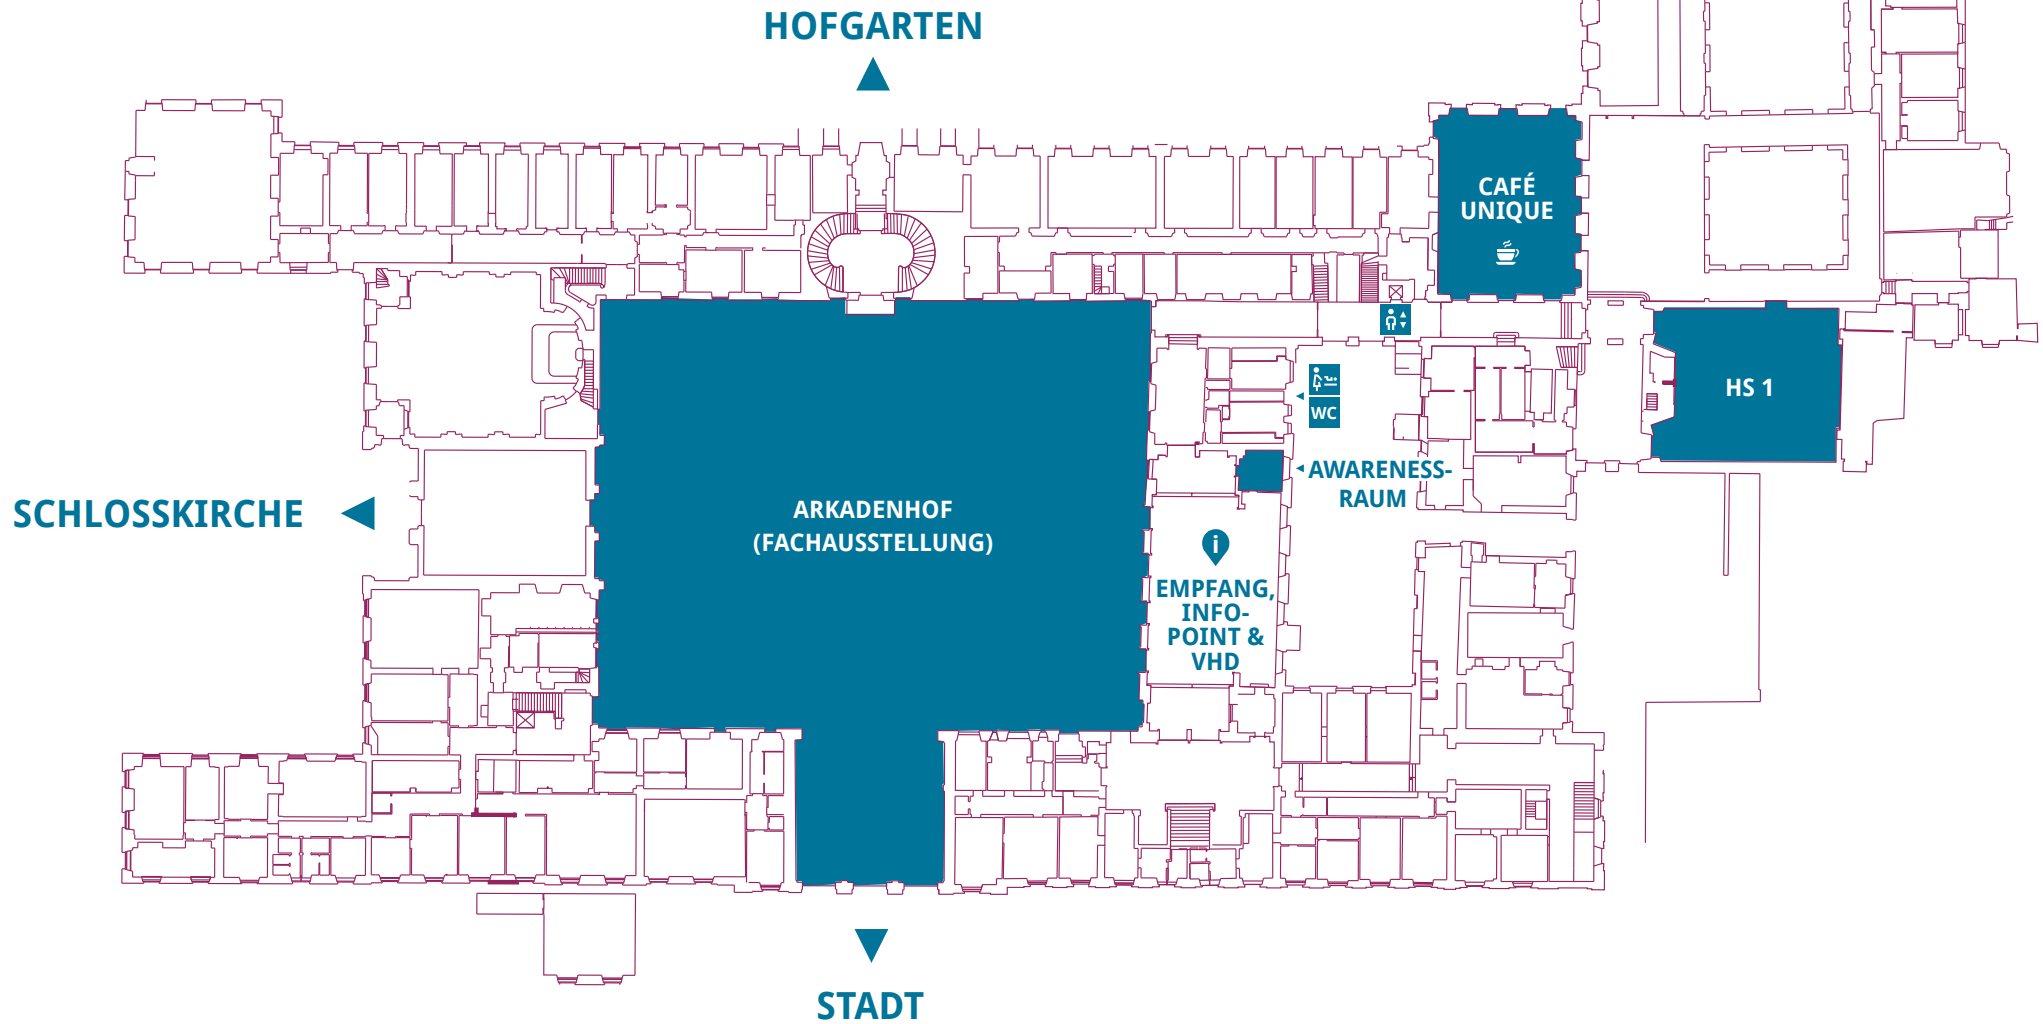 HOFGARTEN
CAFÉ
UNIQUE
HS 1
WC
AWARENESS-
RAUM
SCHLOSSKIRCHE
ARKADENHOF
(FACHAUSSTELLUNG)
i
EMPFANG,
INFO-
POINT &
VHD
STADT